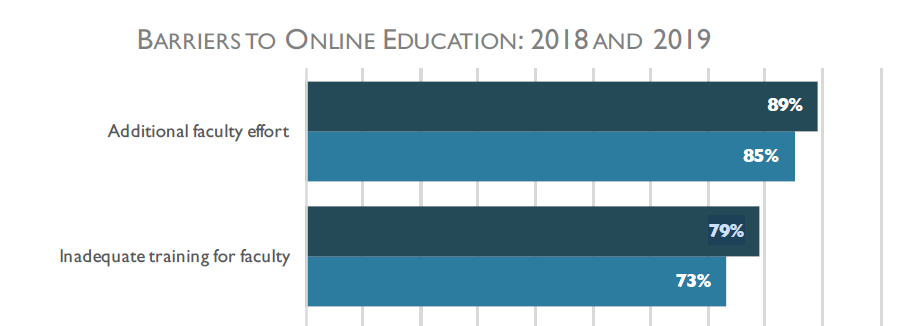 BARRIERS TO ONLINE EDUCATION: 2018 AND 2019
Additional faculty effort
89%
85%
Inadequate training for faculty
79%
73%